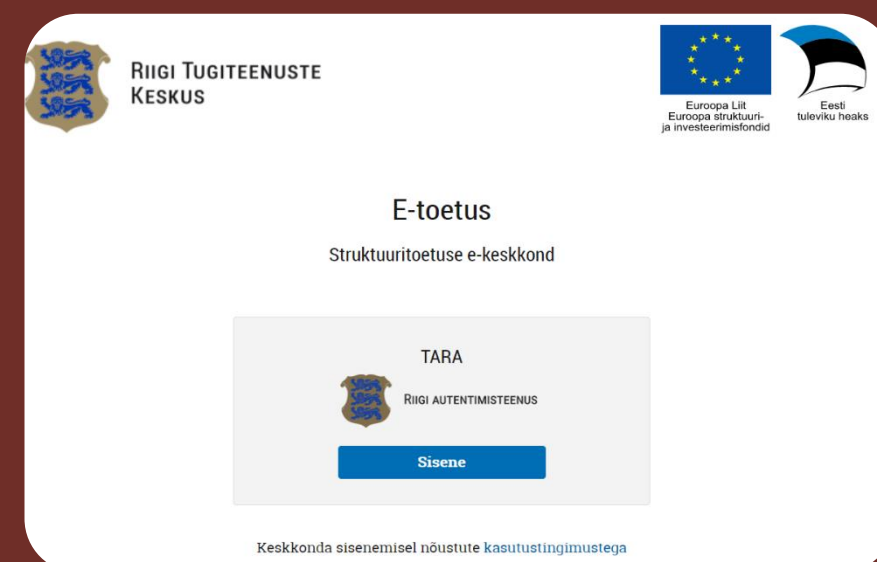 RIIGI TUGITEENUSTE
KESKUS
Euroopa Liit
Euroopa struktuuri-
ja investeerimisfondid
Eesti
tuleviku heaks
E-toetus
Struktuuritoetuse e-keskkond
TARA
RIIGI AUTENTIMISTEENUS
Sisene
Keskkonda sisenemisel nõustute kasutustingimustega